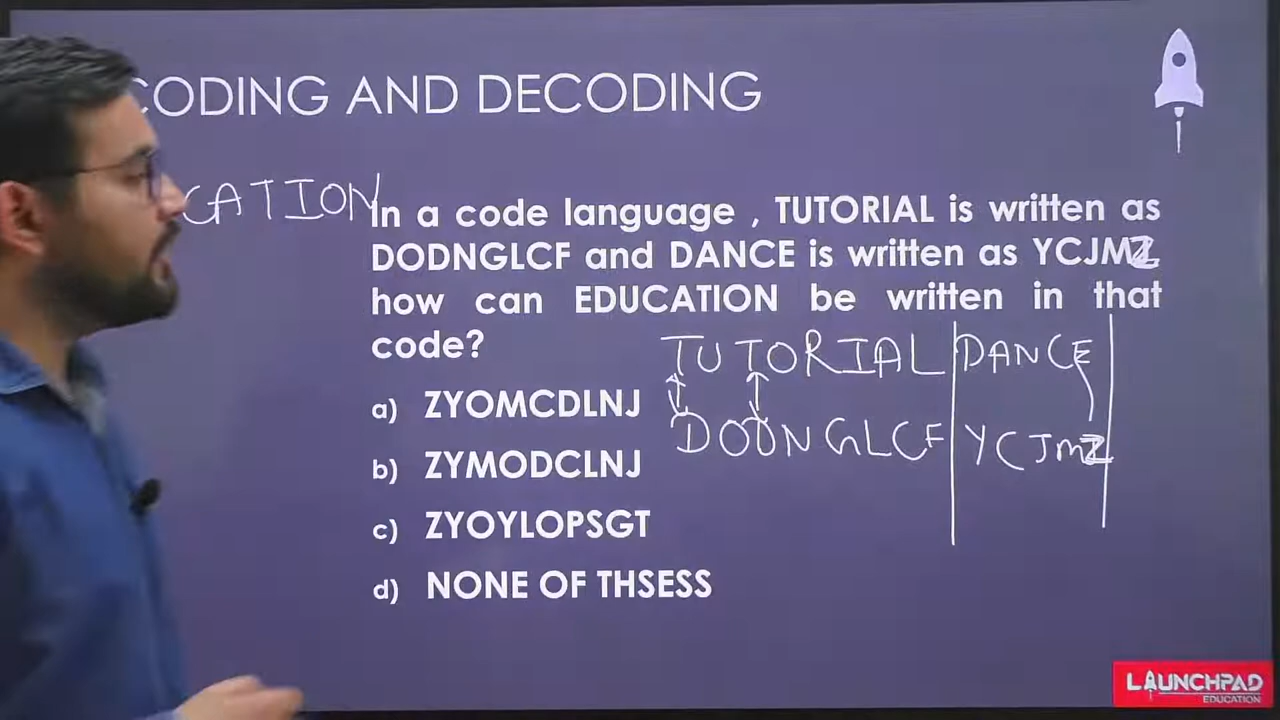 CODING AND DECODING
CATION
In a code language , TUTORIAL is written as
DODNGLCF and DANCE is written as YCJMZ
how can EDUCATION be written in that
code?
TUTORIAL DANCE
DODNGLCF YCJMZ
a) ZYOMCDLNJ
b) ZYMODCLNJ
c) ZYOYLOPSGT
d) NONE OF THSESS
LAUNCHPAD
EDUCATION